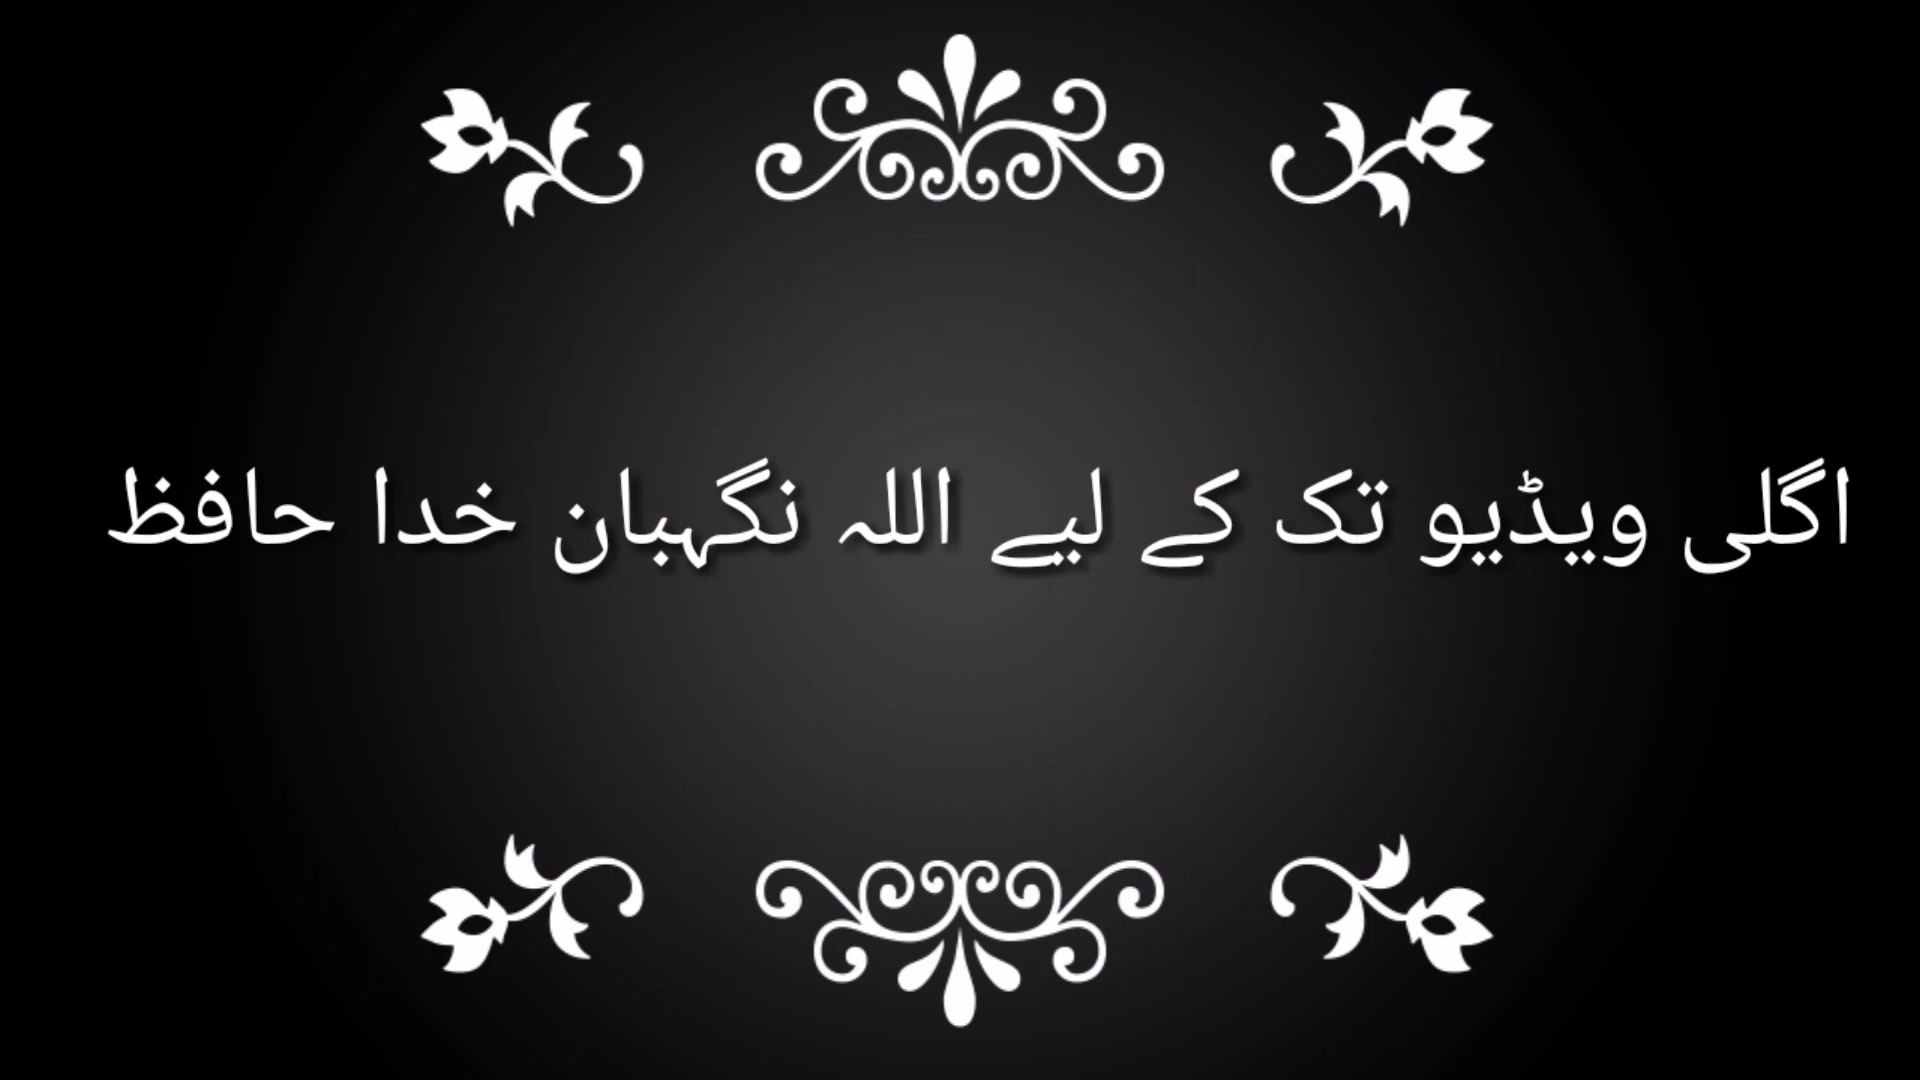 اگلی ویڈیو تک کے لیے اللہ نگہبان خدا حافظ